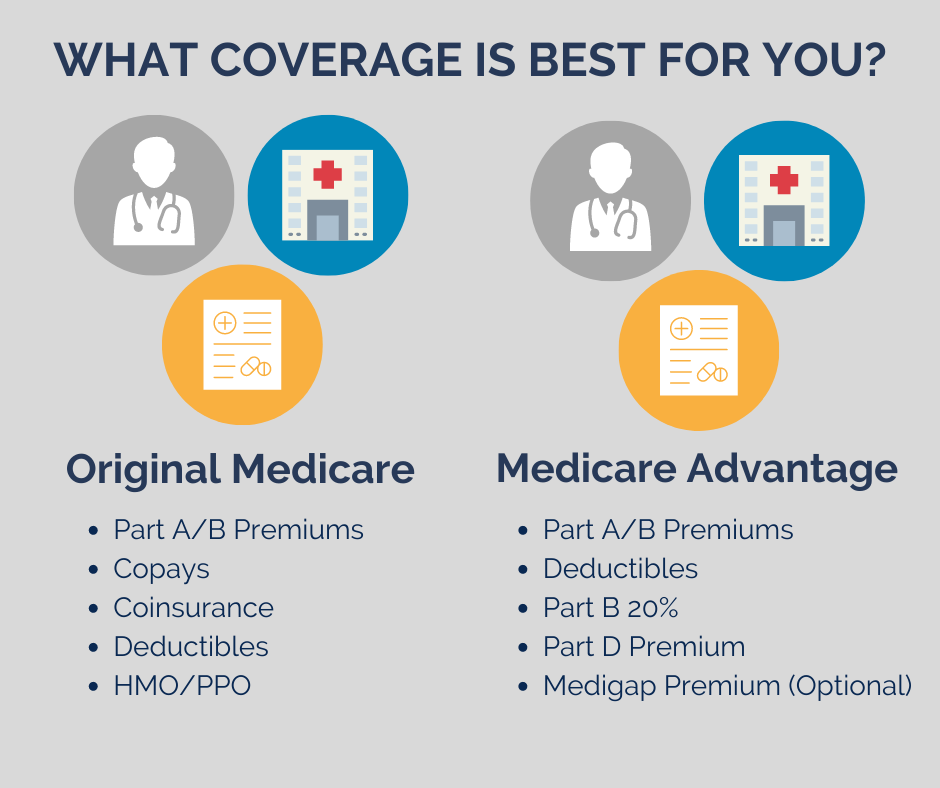 WHAT COVERAGE IS BEST FOR YOU?
Original Medicare
• Part A/B Premiums
• Copays
• Coinsurance
• Deductibles
• HMO/PPO
Medicare Advantage
• Part A/B Premiums
• Deductibles
• Part B 20%
• Part D Premium
• Medigap Premium (Optional)